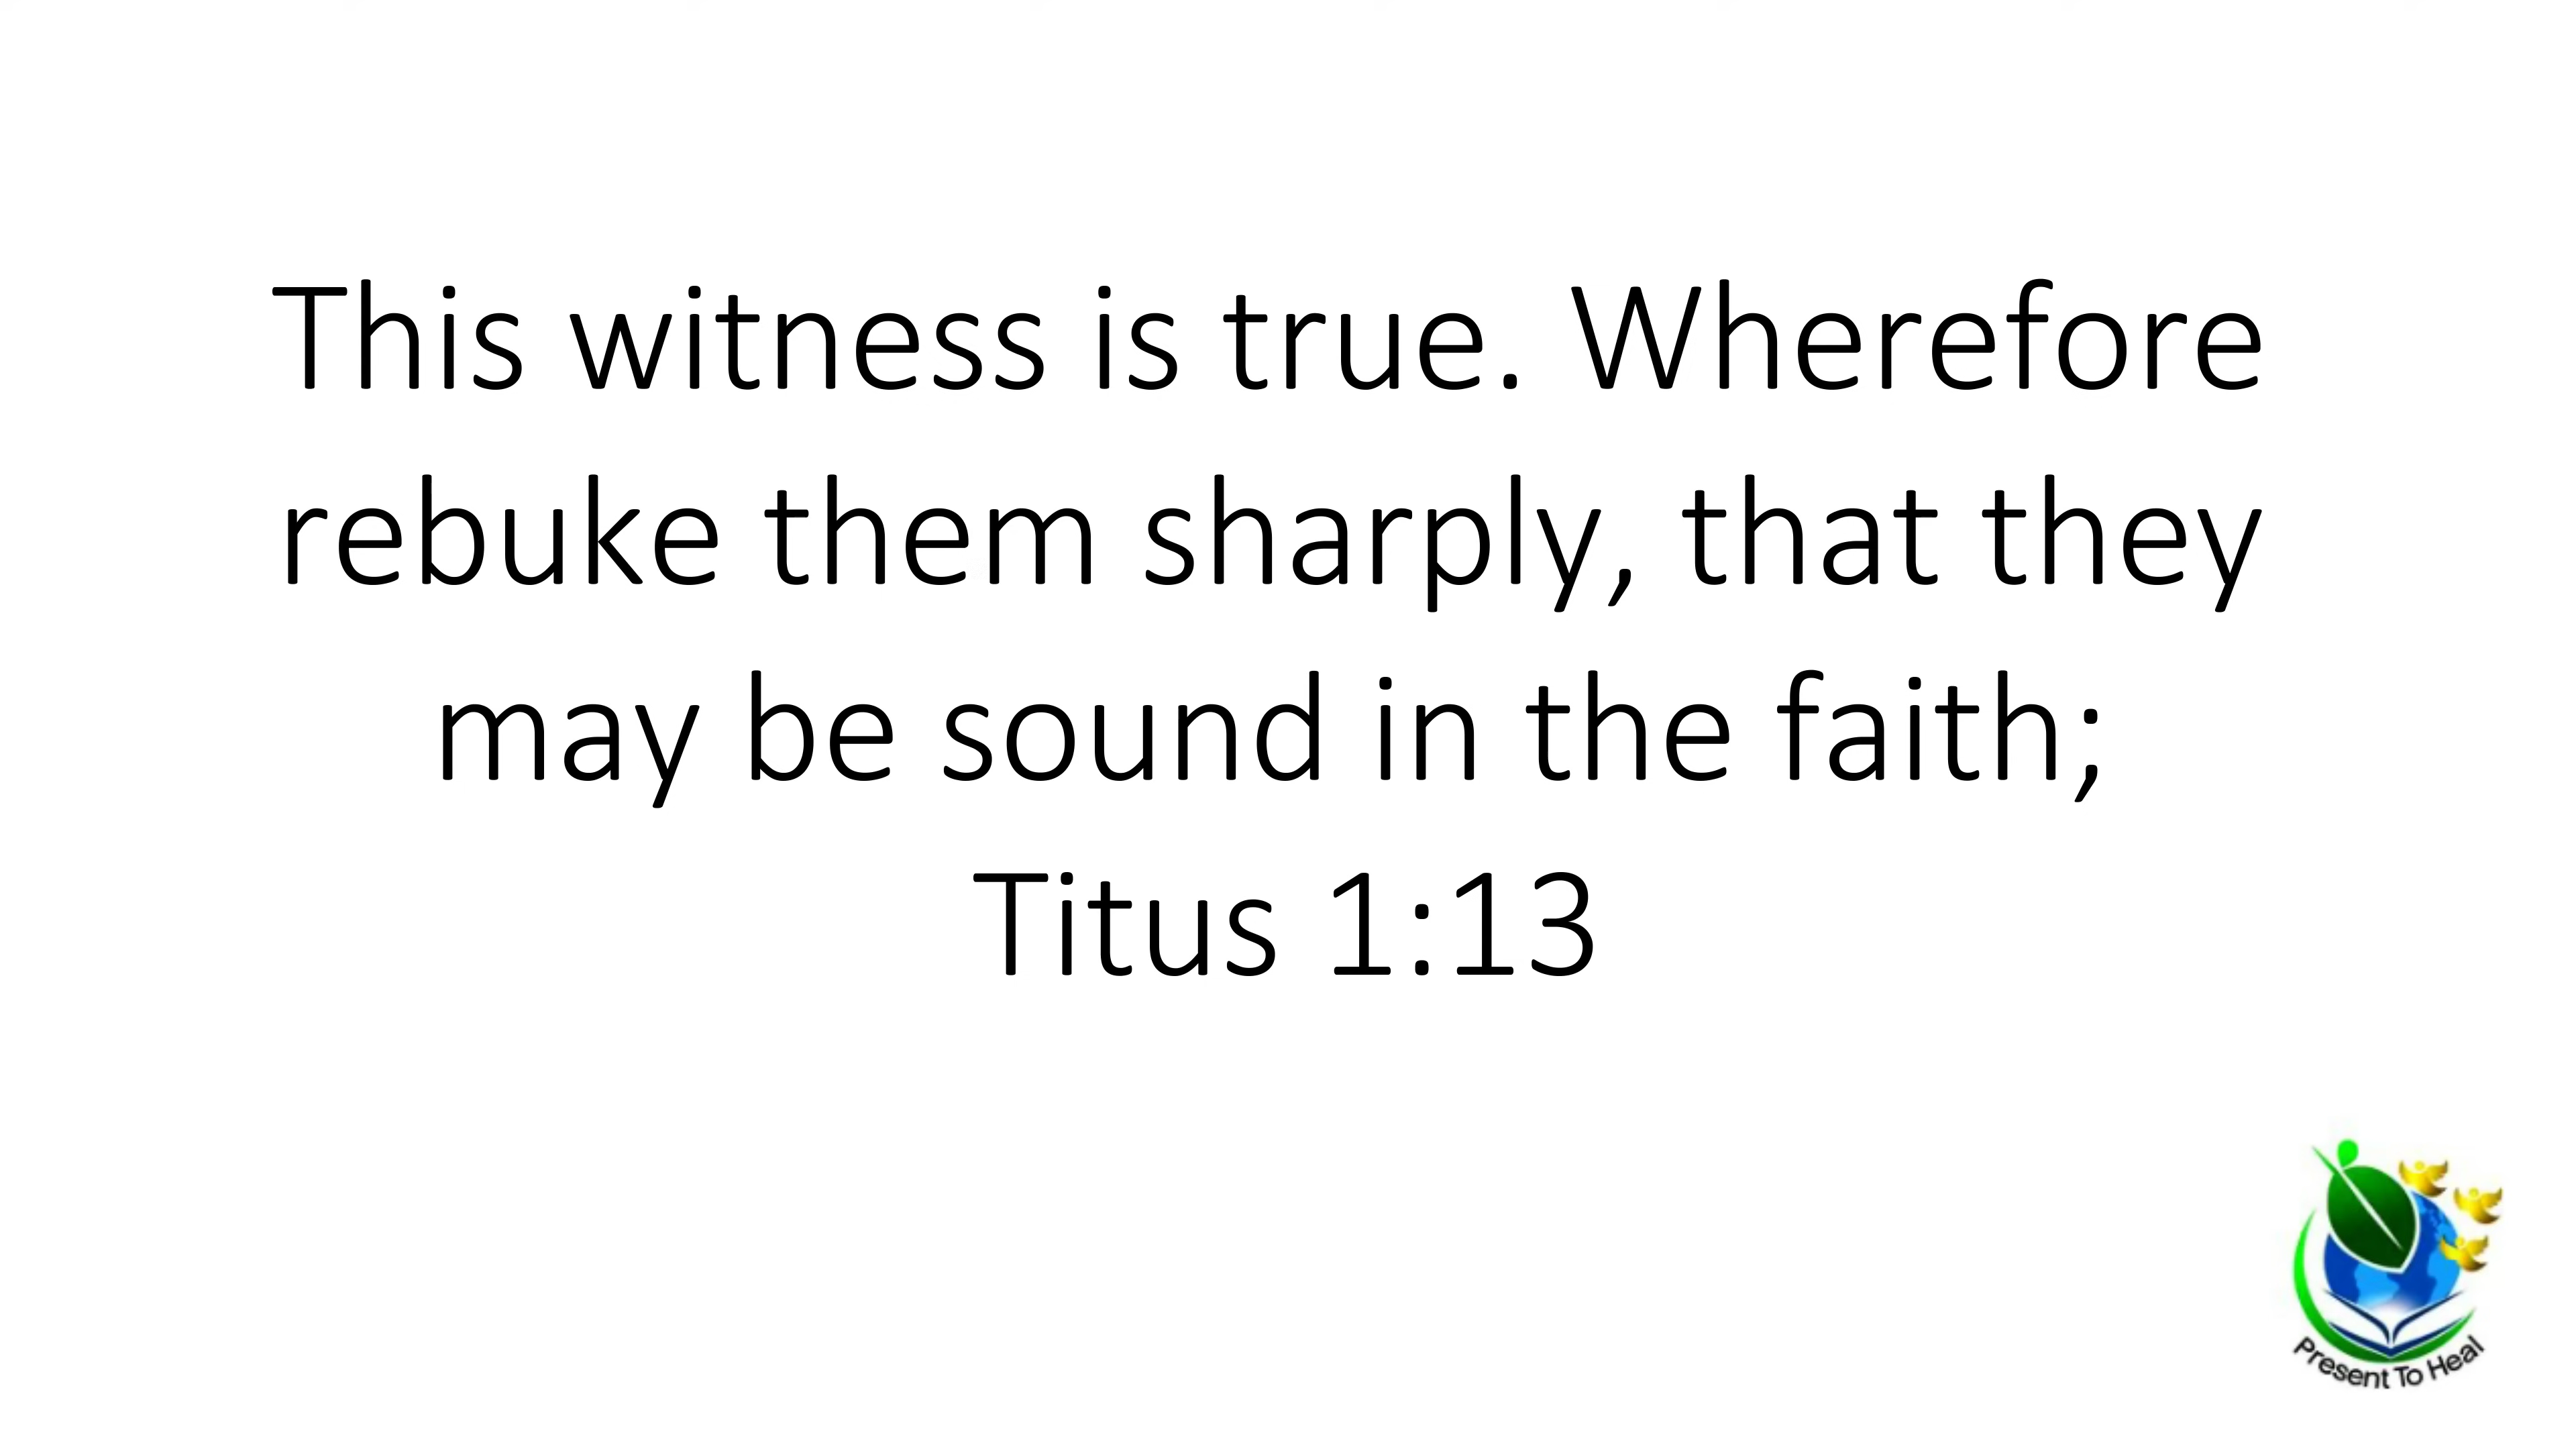 This witness is true. Wherefore
rebuke them sharply, that they
may be sound in the faith;
Titus 1:13
Present To Heal